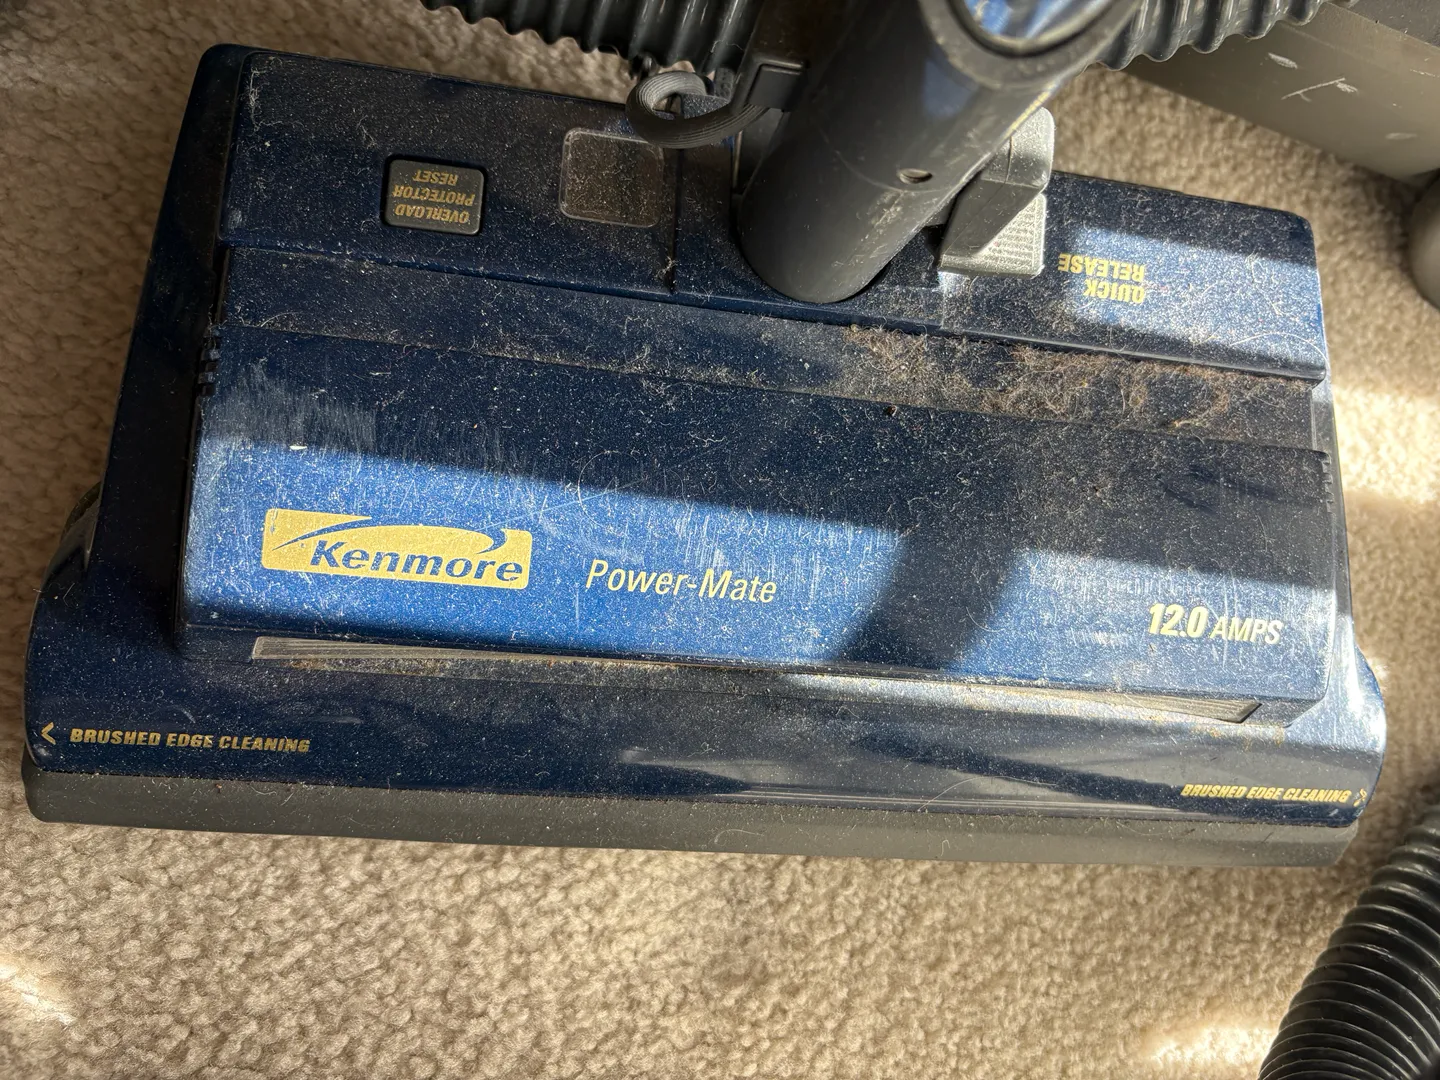 OVERLOAD
PROTECTOR
RESET
QUICK
RELEASE
Kenmore
Power-Mate
12.0 AMPS
< BRUSHED EDGE CLEANING
BRUSHED EDGE CLEANING >